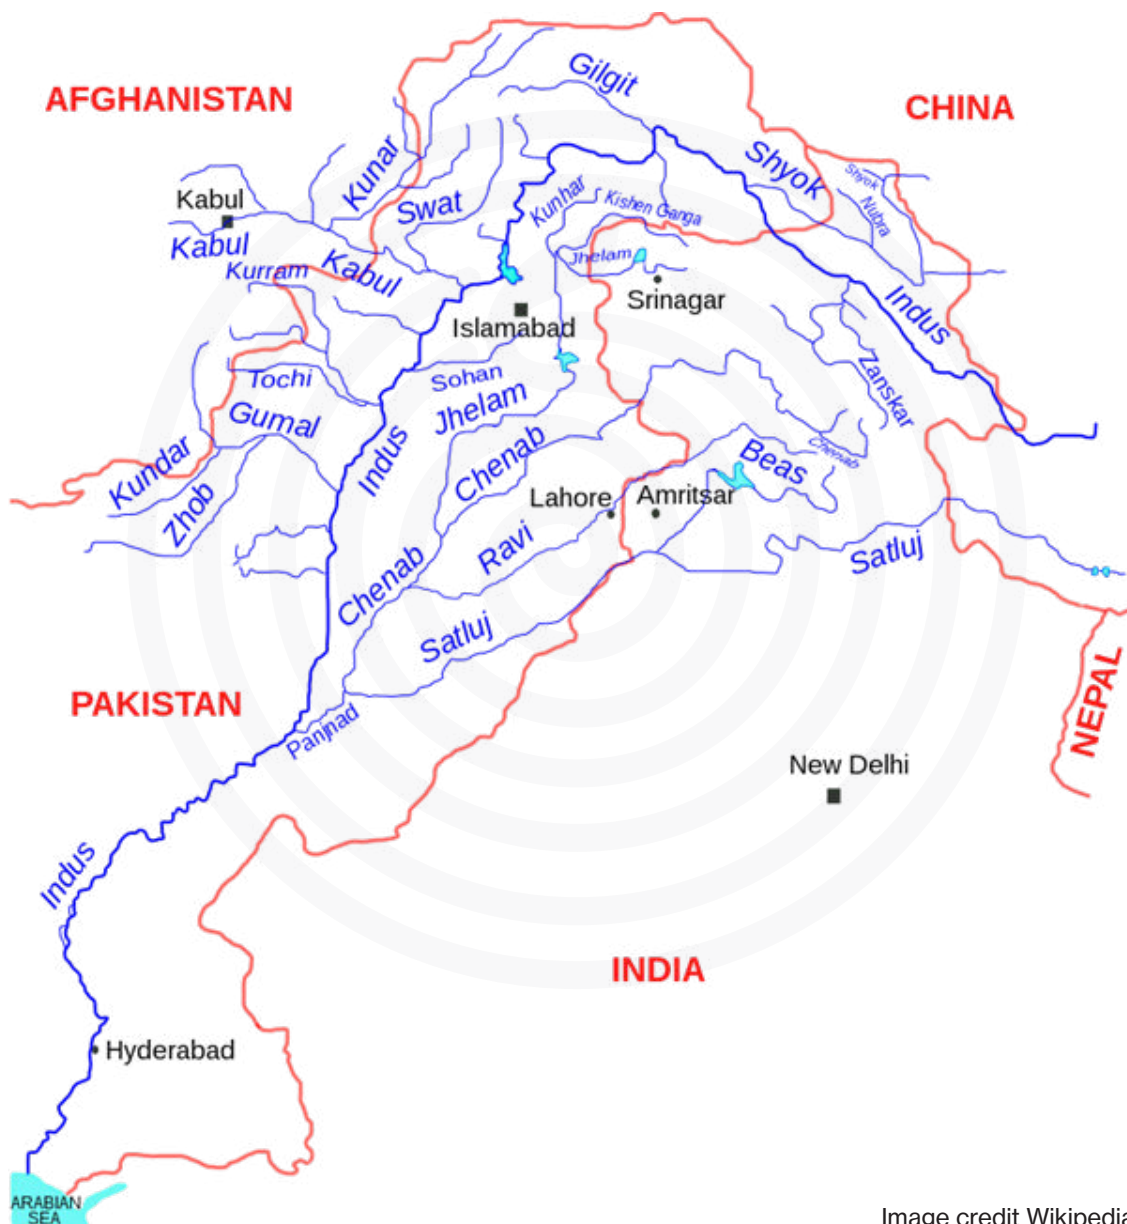 Gilgit
AFGHANISTAN
CHINA
Shyok
Kunar
Shyok
Kabul
Swat
Kunhar
Kishen Ganga
Nubra
Kabul
Kurram
Kabul
Jhelam
Srinagar
Indus
Islamabad
Tochi
Sohan
Zanskar
Jhelam
Gumal
Indus
Chenab
Chenab
Beas
Kundar
Zhob
Lahore
Amritsar
Ravi
Satluj
Chenab
Satluj
PAKISTAN
NEPAL
Panjnad
New Delhi
Indus
INDIA
Hyderabad
ARABIAN
SEA
Image credit Wikipedia